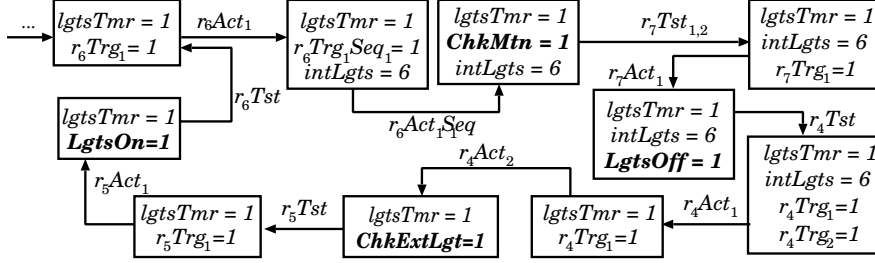 ...
lgtsTmr = 1
r₆Trg₁ = 1
r₆Act₁
lgtsTmr = 1
r₆Trg₁Seq₁ = 1
intLgts = 6
r₆Act₁Seq₁
lgtsTmr = 1
ChkMtn = 1
intLgts = 6
r₇Tst₁,₂
lgtsTmr = 1
intLgts = 6
r₇Trg₁=1
r₇Act₁
lgtsTmr = 1
intLgts = 6
LgtsOff = 1
r₄Tst
lgtsTmr = 1
intLgts = 6
r₄Trg₁=1
r₄Trg₂=1
r₄Act₁
lgtsTmr = 1
r₄Trg₁=1
r₄Act₂
lgtsTmr = 1
ChkExtLgt=1
r₅Tst
lgtsTmr = 1
r₅Trg₁=1
r₅Act₁
lgtsTmr = 1
LgtsOn=1
r₆Tst